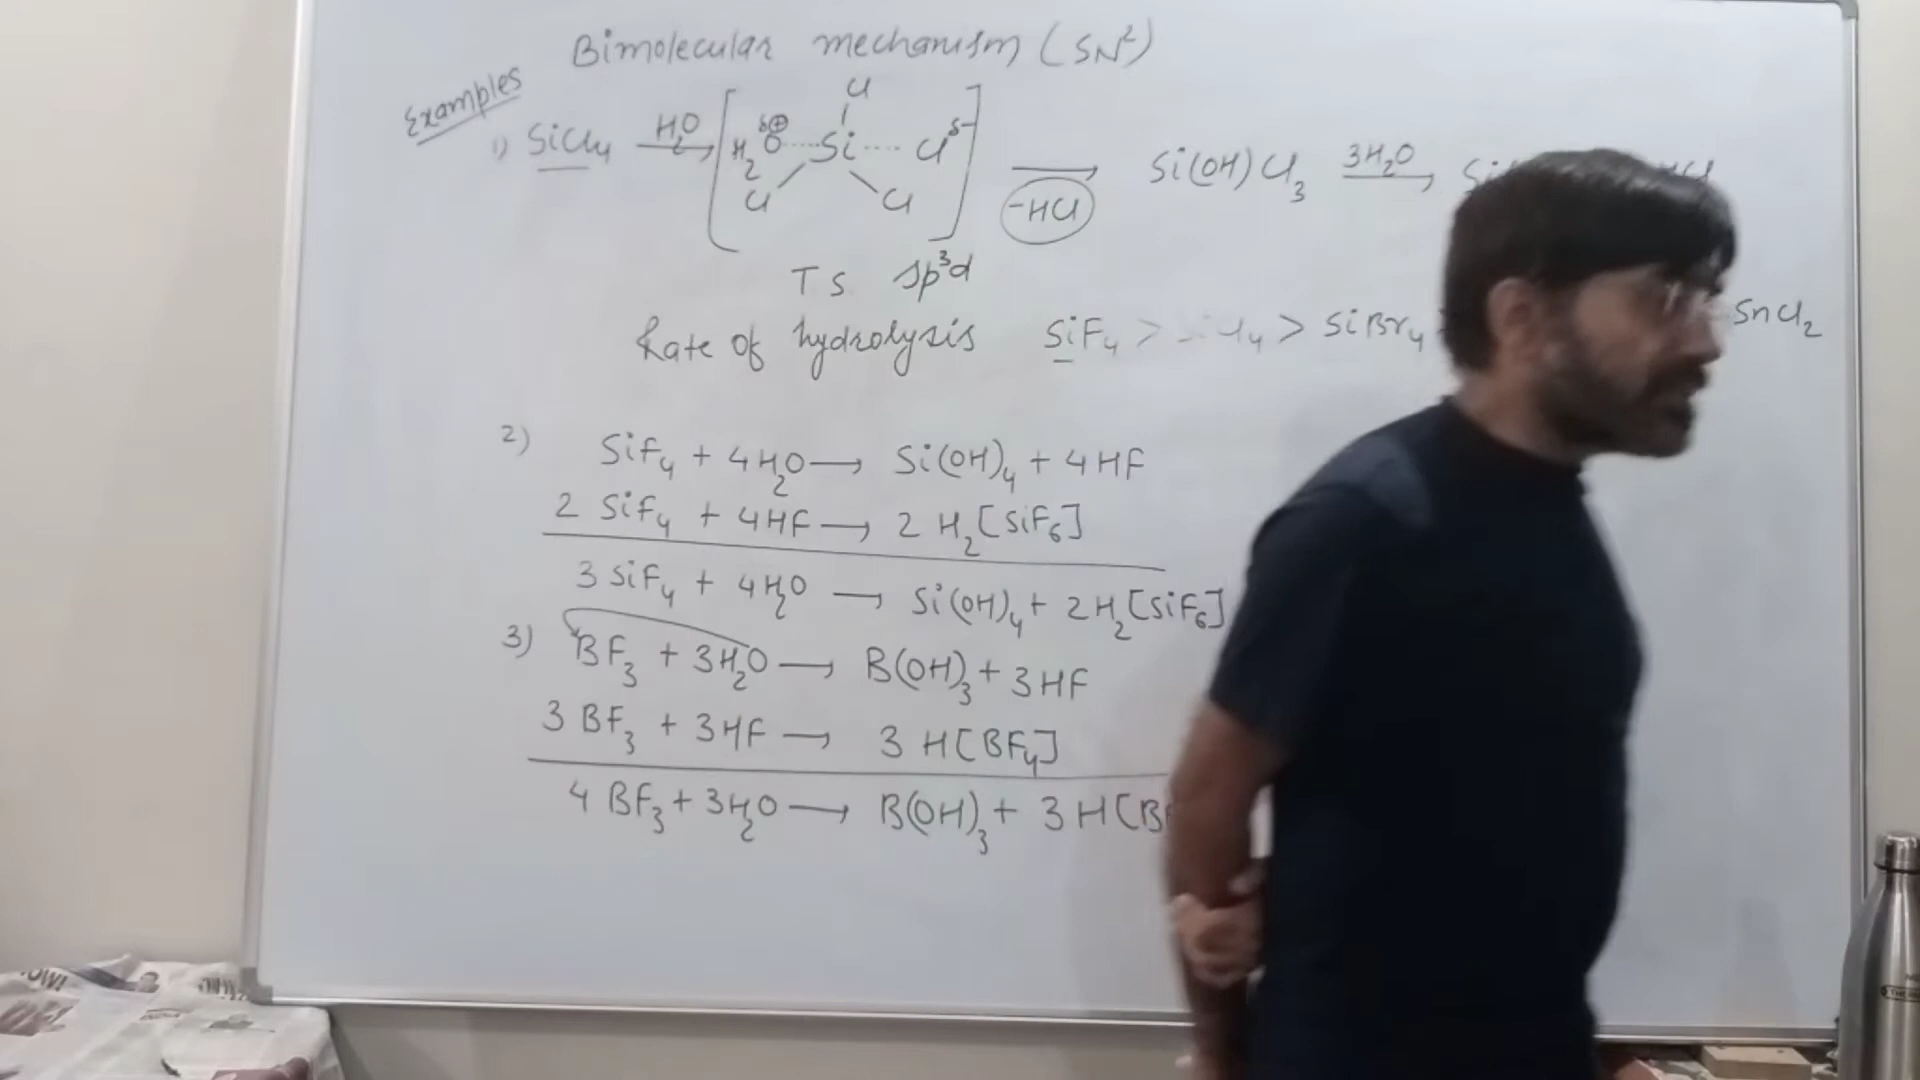 Bimolecular mechanism (SN²)
Examples
1) SiCl₄ —H₂O→ [H₂O^δ⊕ ····· Si(Cl)(Cl)(Cl) ···· Cl^δ-] —(-HCl)→ Si(OH)Cl₃ —3H₂O→
TS sp³d
Rate of hydrolysis SiF₄ > SiCl₄ > SiBr₄ SnCl₂
2) SiF₄ + 4H₂O → Si(OH)₄ + 4HF
2 SiF₄ + 4HF → 2 H₂[SiF₆]
3 SiF₄ + 4H₂O → Si(OH)₄ + 2H₂[SiF₆]
3) BF₃ + 3H₂O → B(OH)₃ + 3HF
3 BF₃ + 3HF → 3 H[BF₄]
4 BF₃ + 3H₂O → B(OH)₃ + 3 H[B